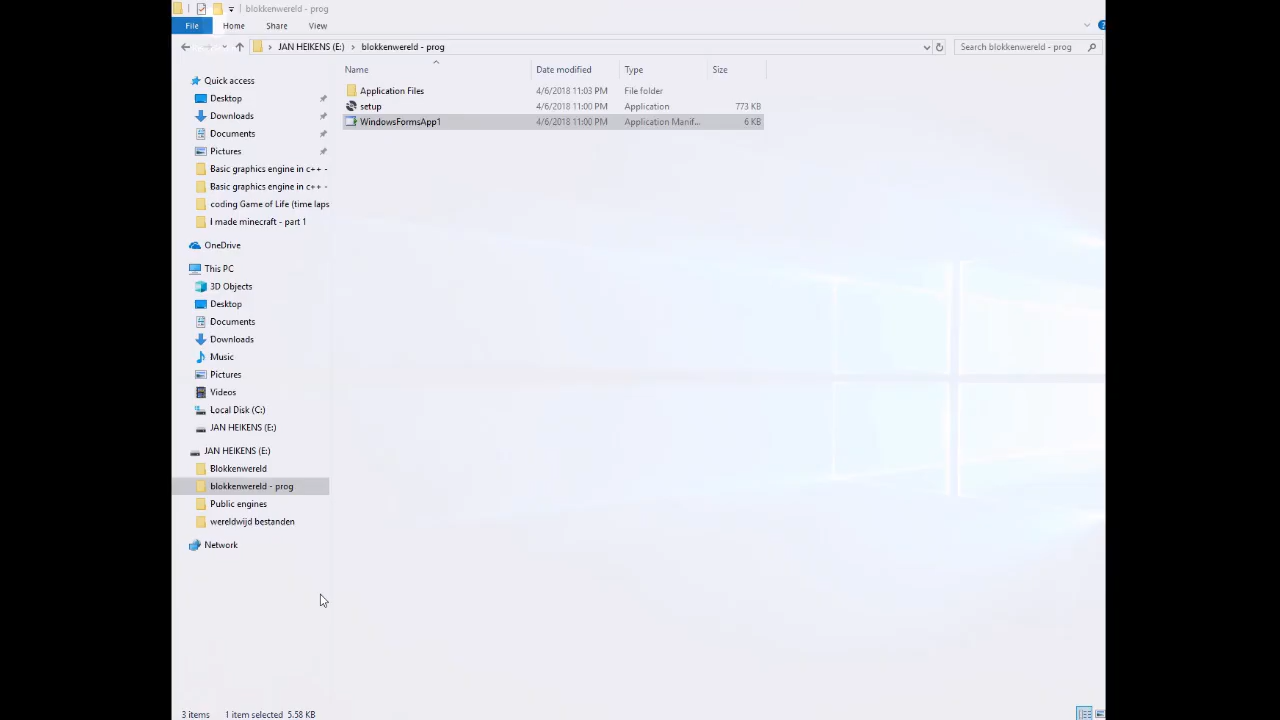 blokkenwereld - prog
File Home Share View
JAN HEIKENS (E:) blokkenwereld - prog Search blokkenwereld - prog
Name Date modified Type Size
Application Files 4/6/2018 11:03 PM File folder
setup 4/6/2018 11:00 PM Application 773 KB
WindowsFormsApp1 4/6/2018 11:00 PM Application Manif... 6 KB
Quick access
Desktop
Downloads
Documents
Pictures
Basic graphics engine in c++ -
Basic graphics engine in c++ -
coding Game of Life (time laps
I made minecraft - part 1
OneDrive
This PC
3D Objects
Desktop
Documents
Downloads
Music
Pictures
Videos
Local Disk (C:)
JAN HEIKENS (E:)
JAN HEIKENS (E:)
Blokkenwereld
blokkenwereld - prog
Public engines
wereldwijd bestanden
Network
3 items 1 item selected 5.58 KB